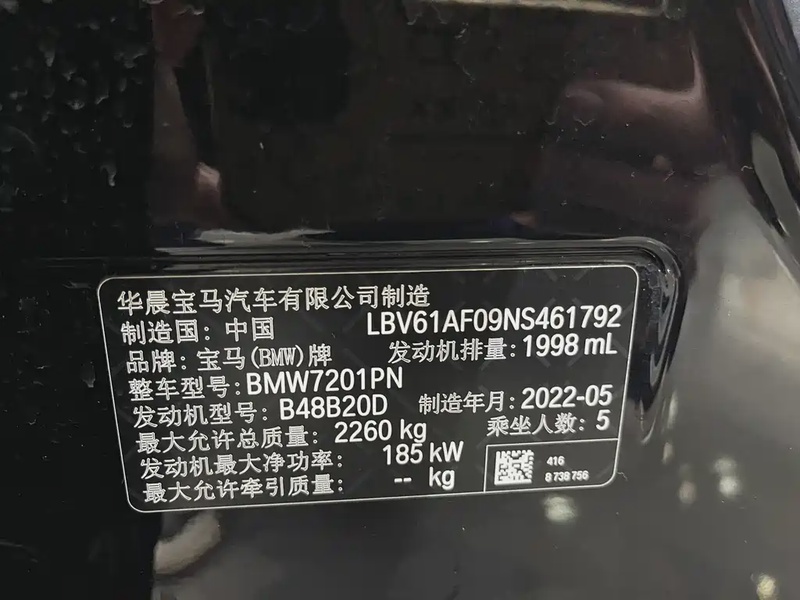 华晨宝马汽车有限公司制造
制造国: 中国 LBV61AF09NS461792
品牌: 宝马(BMW)牌 发动机排量: 1998 mL
整车型号: BMW7201PN
发动机型号: B48B20D 制造年月: 2022-05
最大允许总质量: 2260 kg 乘坐人数: 5
发动机最大净功率: 185 kW
最大允许牵引质量: -- kg
416
8 738 756